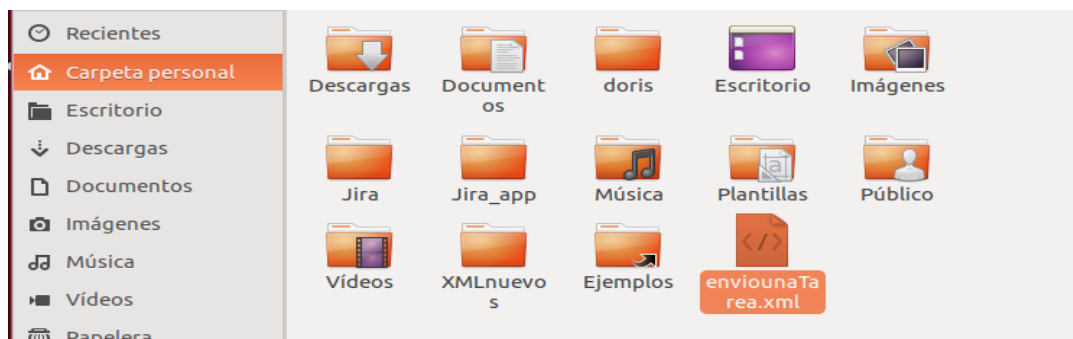 Recientes
Carpeta personal
Escritorio
Descargas
Documentos
Imágenes
Música
Vídeos
Papelera
Descargas
Document
os
doris
Escritorio
Imágenes
Jira
Jira_app
Música
Plantillas
Público
Vídeos
XMLnuevo
s
Ejemplos
enviounaTa
rea.xml